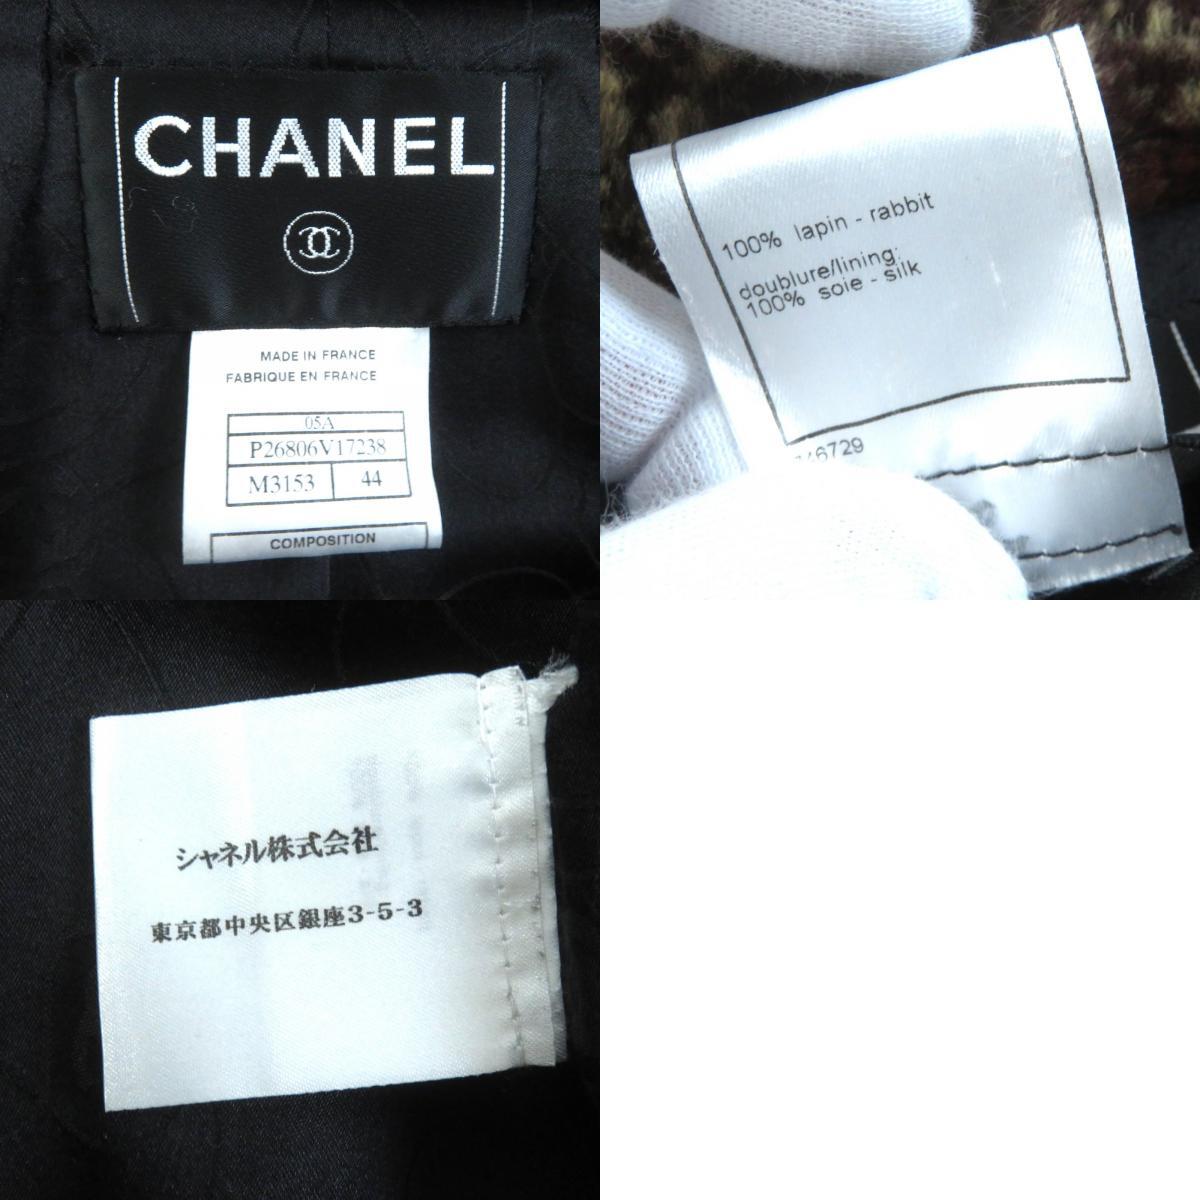 CHANEL
MADE IN FRANCE
FABRIQUE EN FRANCE
05A
P26806V17238
M3153 44
COMPOSITION
100% lapin - rabbit
doublure/lining:
100% soie - silk
46729
シャネル株式会社
東京都中央区銀座3-5-3